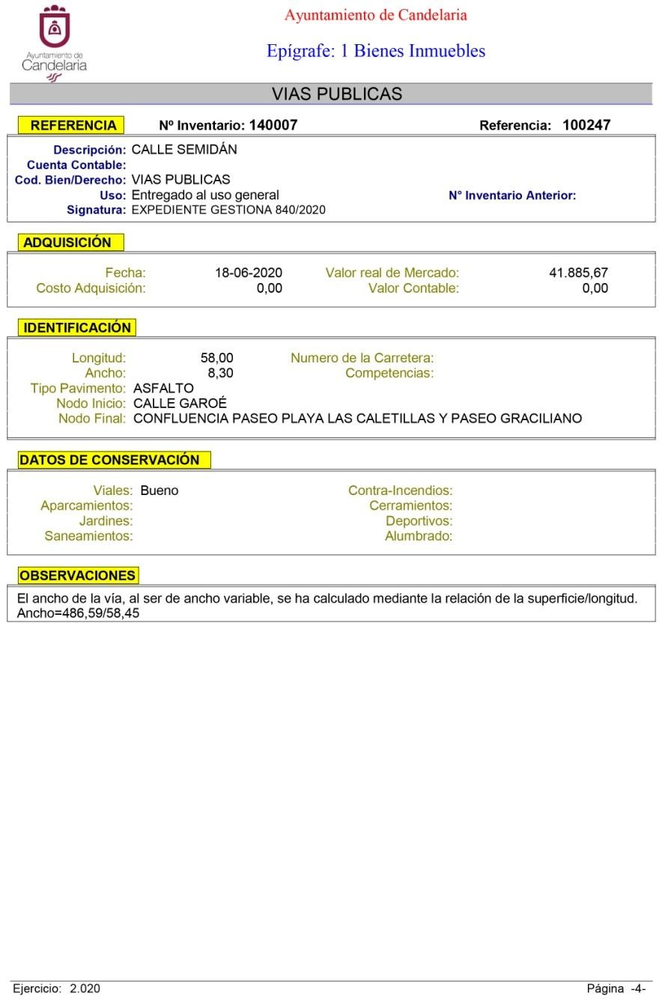 Ayuntamiento de Candelaria
Epígrafe: 1 Bienes Inmuebles
Ayuntamiento de
Candelaria
VIAS PUBLICAS
REFERENCIA Nº Inventario: 140007 Referencia: 100247
Descripción: CALLE SEMIDÁN
Cuenta Contable:
Cod. Bien/Derecho: VIAS PUBLICAS
Uso: Entregado al uso general N° Inventario Anterior:
Signatura: EXPEDIENTE GESTIONA 840/2020
ADQUISICIÓN
Fecha: 18-06-2020 Valor real de Mercado: 41.885,67
Costo Adquisición: 0,00 Valor Contable: 0,00
IDENTIFICACIÓN
Longitud: 58,00 Numero de la Carretera:
Ancho: 8,30 Competencias:
Tipo Pavimento: ASFALTO
Nodo Inicio: CALLE GAROÉ
Nodo Final: CONFLUENCIA PASEO PLAYA LAS CALETILLAS Y PASEO GRACILIANO
DATOS DE CONSERVACIÓN
Viales: Bueno Contra-Incendios:
Aparcamientos: Cerramientos:
Jardines: Deportivos:
Saneamientos: Alumbrado:
OBSERVACIONES
El ancho de la vía, al ser de ancho variable, se ha calculado mediante la relación de la superficie/longitud.
Ancho=486,59/58,45
Ejercicio: 2.020 Página -4-